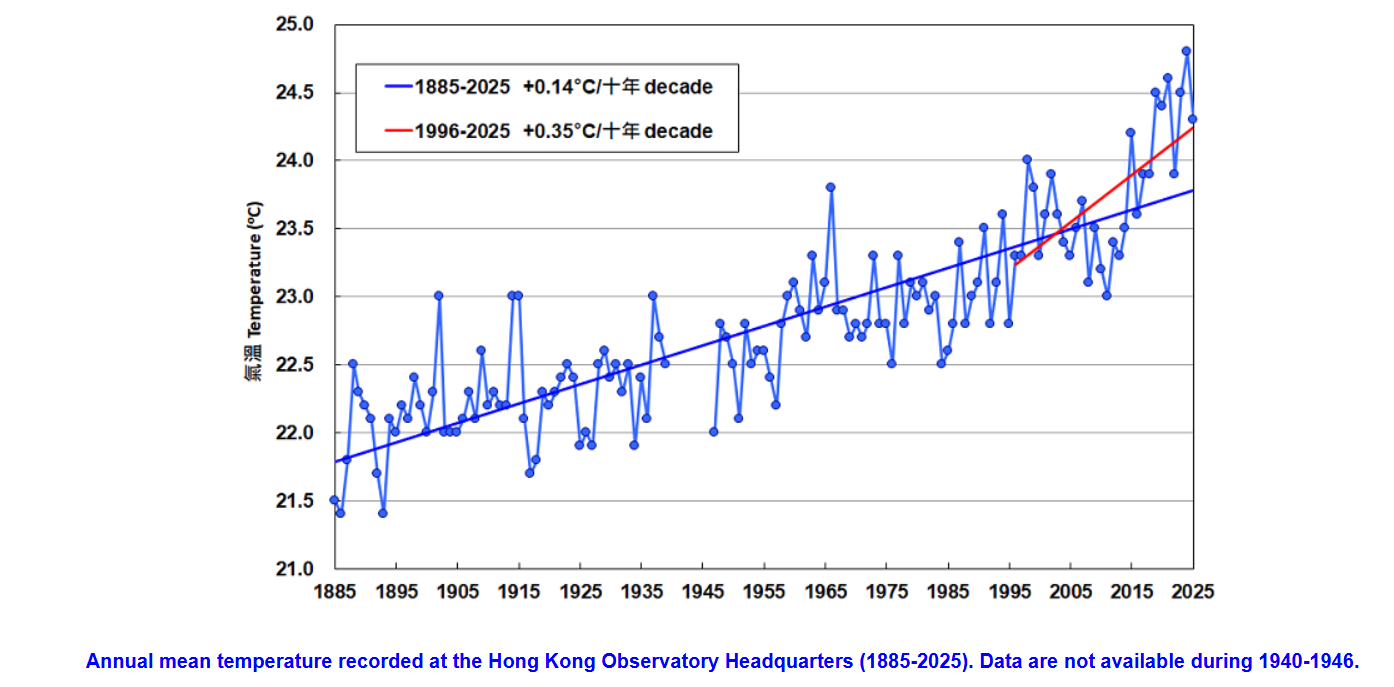 25.0
24.5
24.0
23.5
23.0
22.5
22.0
21.5
21.0
氣溫 Temperature (ºC)
1885-2025 +0.14°C/十年 decade
1996-2025 +0.35°C/十年 decade
1885 1895 1905 1915 1925 1935 1945 1955 1965 1975 1985 1995 2005 2015 2025
Annual mean temperature recorded at the Hong Kong Observatory Headquarters (1885-2025). Data are not available during 1940-1946.